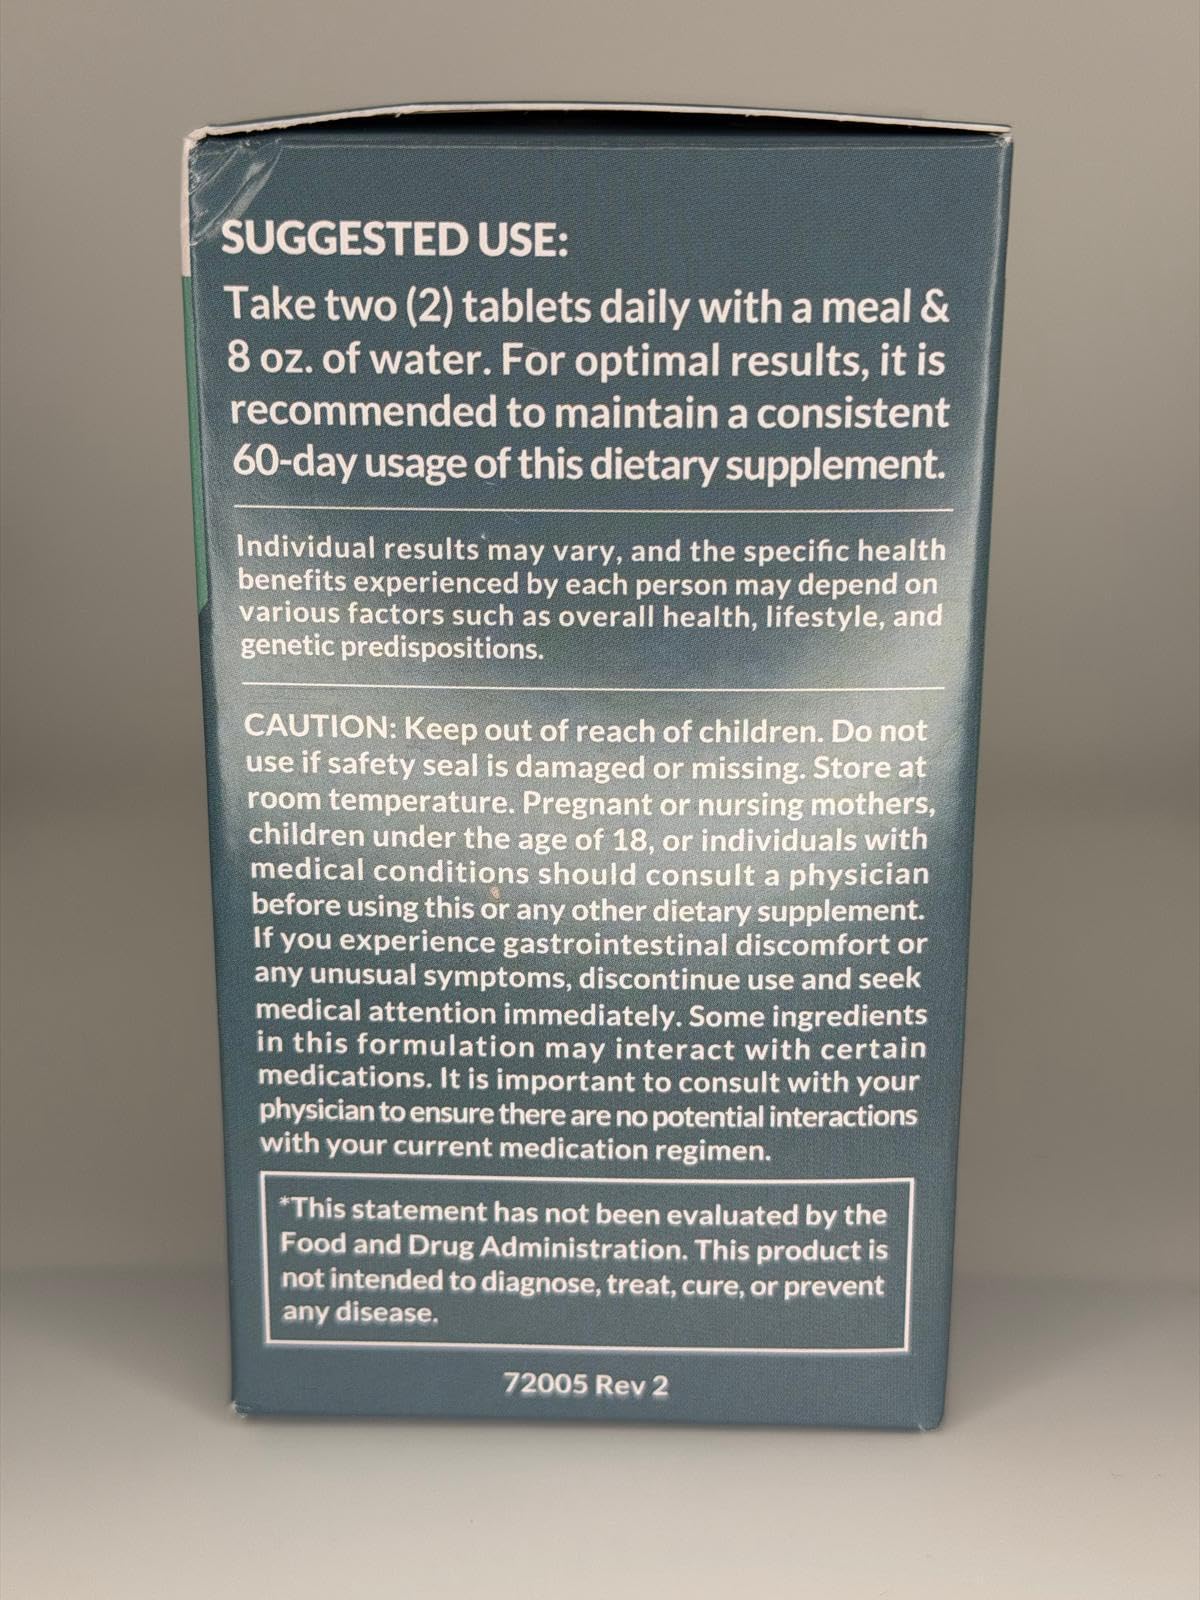 SUGGESTED USE:
Take two (2) tablets daily with a meal &
8 oz. of water. For optimal results, it is
recommended to maintain a consistent
60-day usage of this dietary supplement.
Individual results may vary, and the specific health
benefits experienced by each person may depend on
various factors such as overall health, lifestyle, and
genetic predispositions.
CAUTION: Keep out of reach of children. Do not
use if safety seal is damaged or missing. Store at
room temperature. Pregnant or nursing mothers,
children under the age of 18, or individuals with
medical conditions should consult a physician
before using this or any other dietary supplement.
If you experience gastrointestinal discomfort or
any unusual symptoms, discontinue use and seek
medical attention immediately. Some ingredients
in this formulation may interact with certain
medications. It is important to consult with your
physician to ensure there are no potential interactions
with your current medication regimen.
*This statement has not been evaluated by the
Food and Drug Administration. This product is
not intended to diagnose, treat, cure, or prevent
any disease.
72005 Rev 2